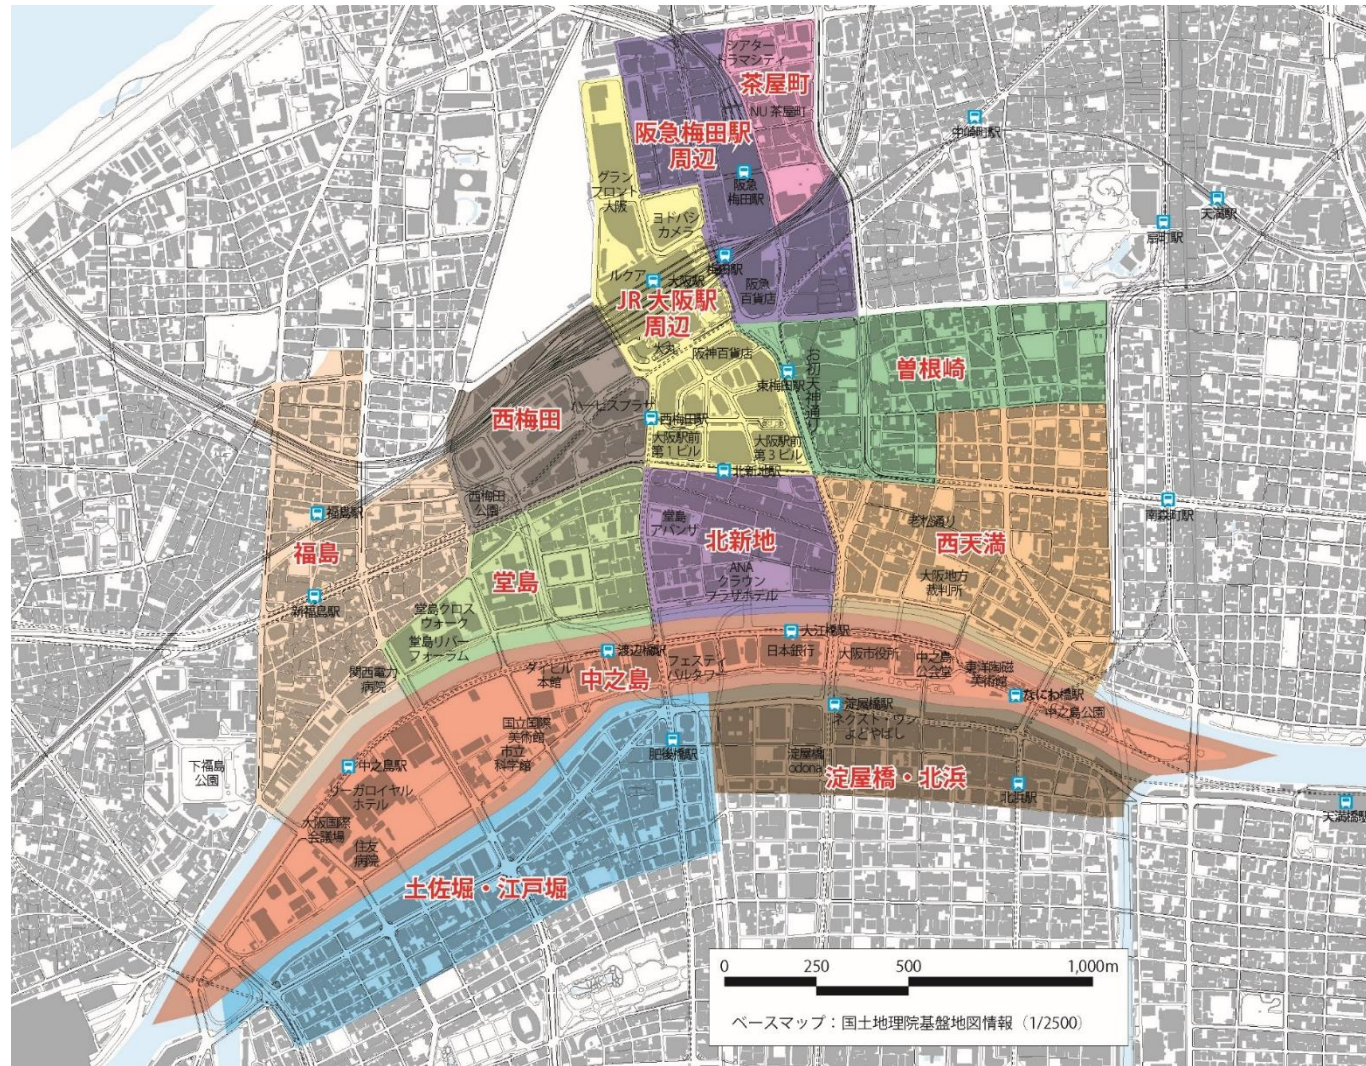 シアター
ドラマシティ
茶屋町
NU 茶屋町
中崎町駅
阪急梅田駅
周辺
阪急
梅田駅
グラン
フロント
大阪
ヨドバシ
カメラ
天満駅
扇町駅
梅田駅
ルクア
大阪駅
阪急
百貨店
JR 大阪駅
周辺
大丸
阪神百貨店
お初天神通り
東梅田駅
曽根崎
西梅田
ハービスプラザ
西梅田駅
大阪駅前
第1ビル
大阪駅前
第3ビル
北新地駅
西梅田
公園
南森町駅
福島駅
福島
新福島駅
堂島
堂島
アバンザ
北新地
ANA
クラウン
プラザホテル
老松通り
西天満
大阪地方
裁判所
堂島クロス
ウォーク
堂島リバー
フォーラム
関西電力
病院
大江橋駅
渡辺橋駅
ダイビル
本館
中之島
フェスティ
バルタワー
日本銀行
大阪市役所
中之島
公会堂
東洋陶磁
美術館
なにわ橋駅
中之島公園
国立国際
美術館
市立
科学館
肥後橋駅
淀屋橋駅
ネクスト・ワン
よどやばし
淀屋橋
odona
淀屋橋・北浜
北浜駅
天満橋駅
下福島
公園
中之島駅
リーガロイヤル
ホテル
大阪国際
会議場
住友
病院
土佐堀・江戸堀
0 250 500 1,000m
ベースマップ：国土地理院基盤地図情報（1/2500）